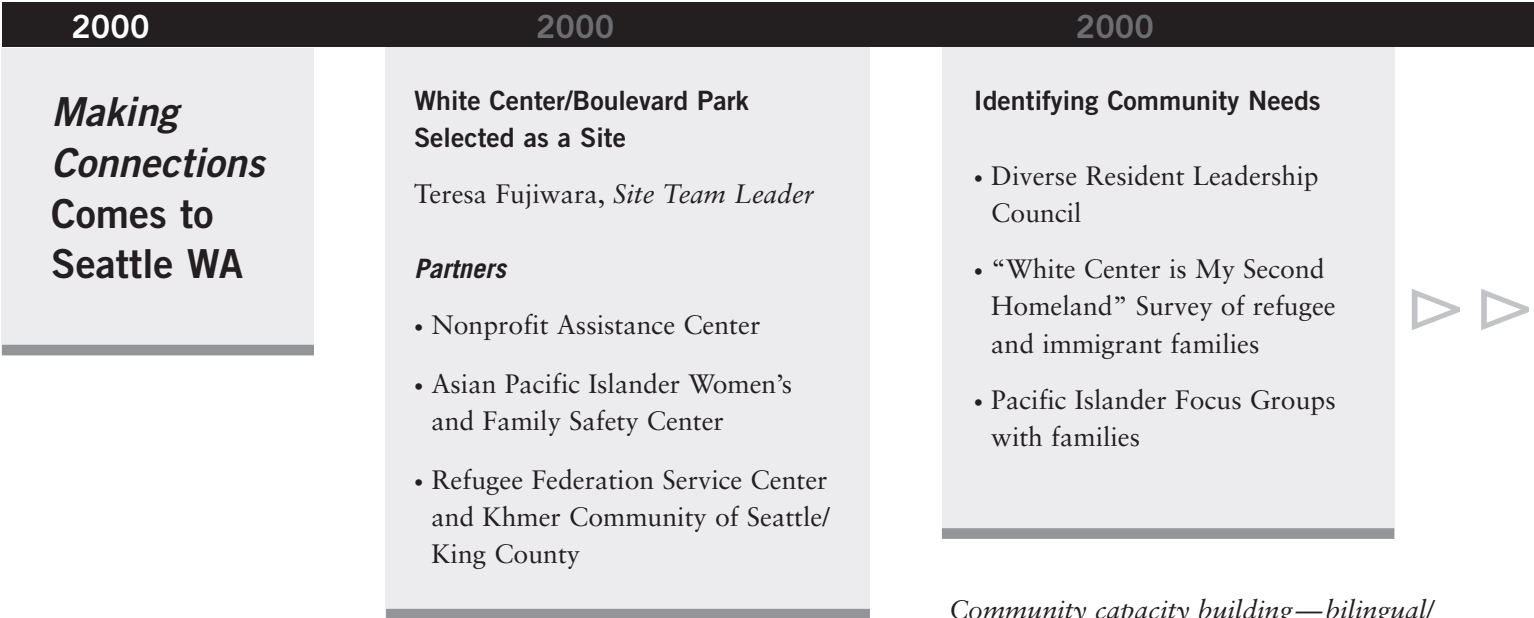 2000
Making
Connections
Comes to
Seattle WA
2000
White Center/Boulevard Park
Selected as a Site
Teresa Fujiwara, Site Team Leader
Partners
• Nonprofit Assistance Center
• Asian Pacific Islander Women’s
and Family Safety Center
• Refugee Federation Service Center
and Khmer Community of Seattle/
King County
2000
Identifying Community Needs
• Diverse Resident Leadership
Council
• “White Center is My Second
Homeland” Survey of refugee
and immigrant families
• Pacific Islander Focus Groups
with families
Community capacity building—bilingual/